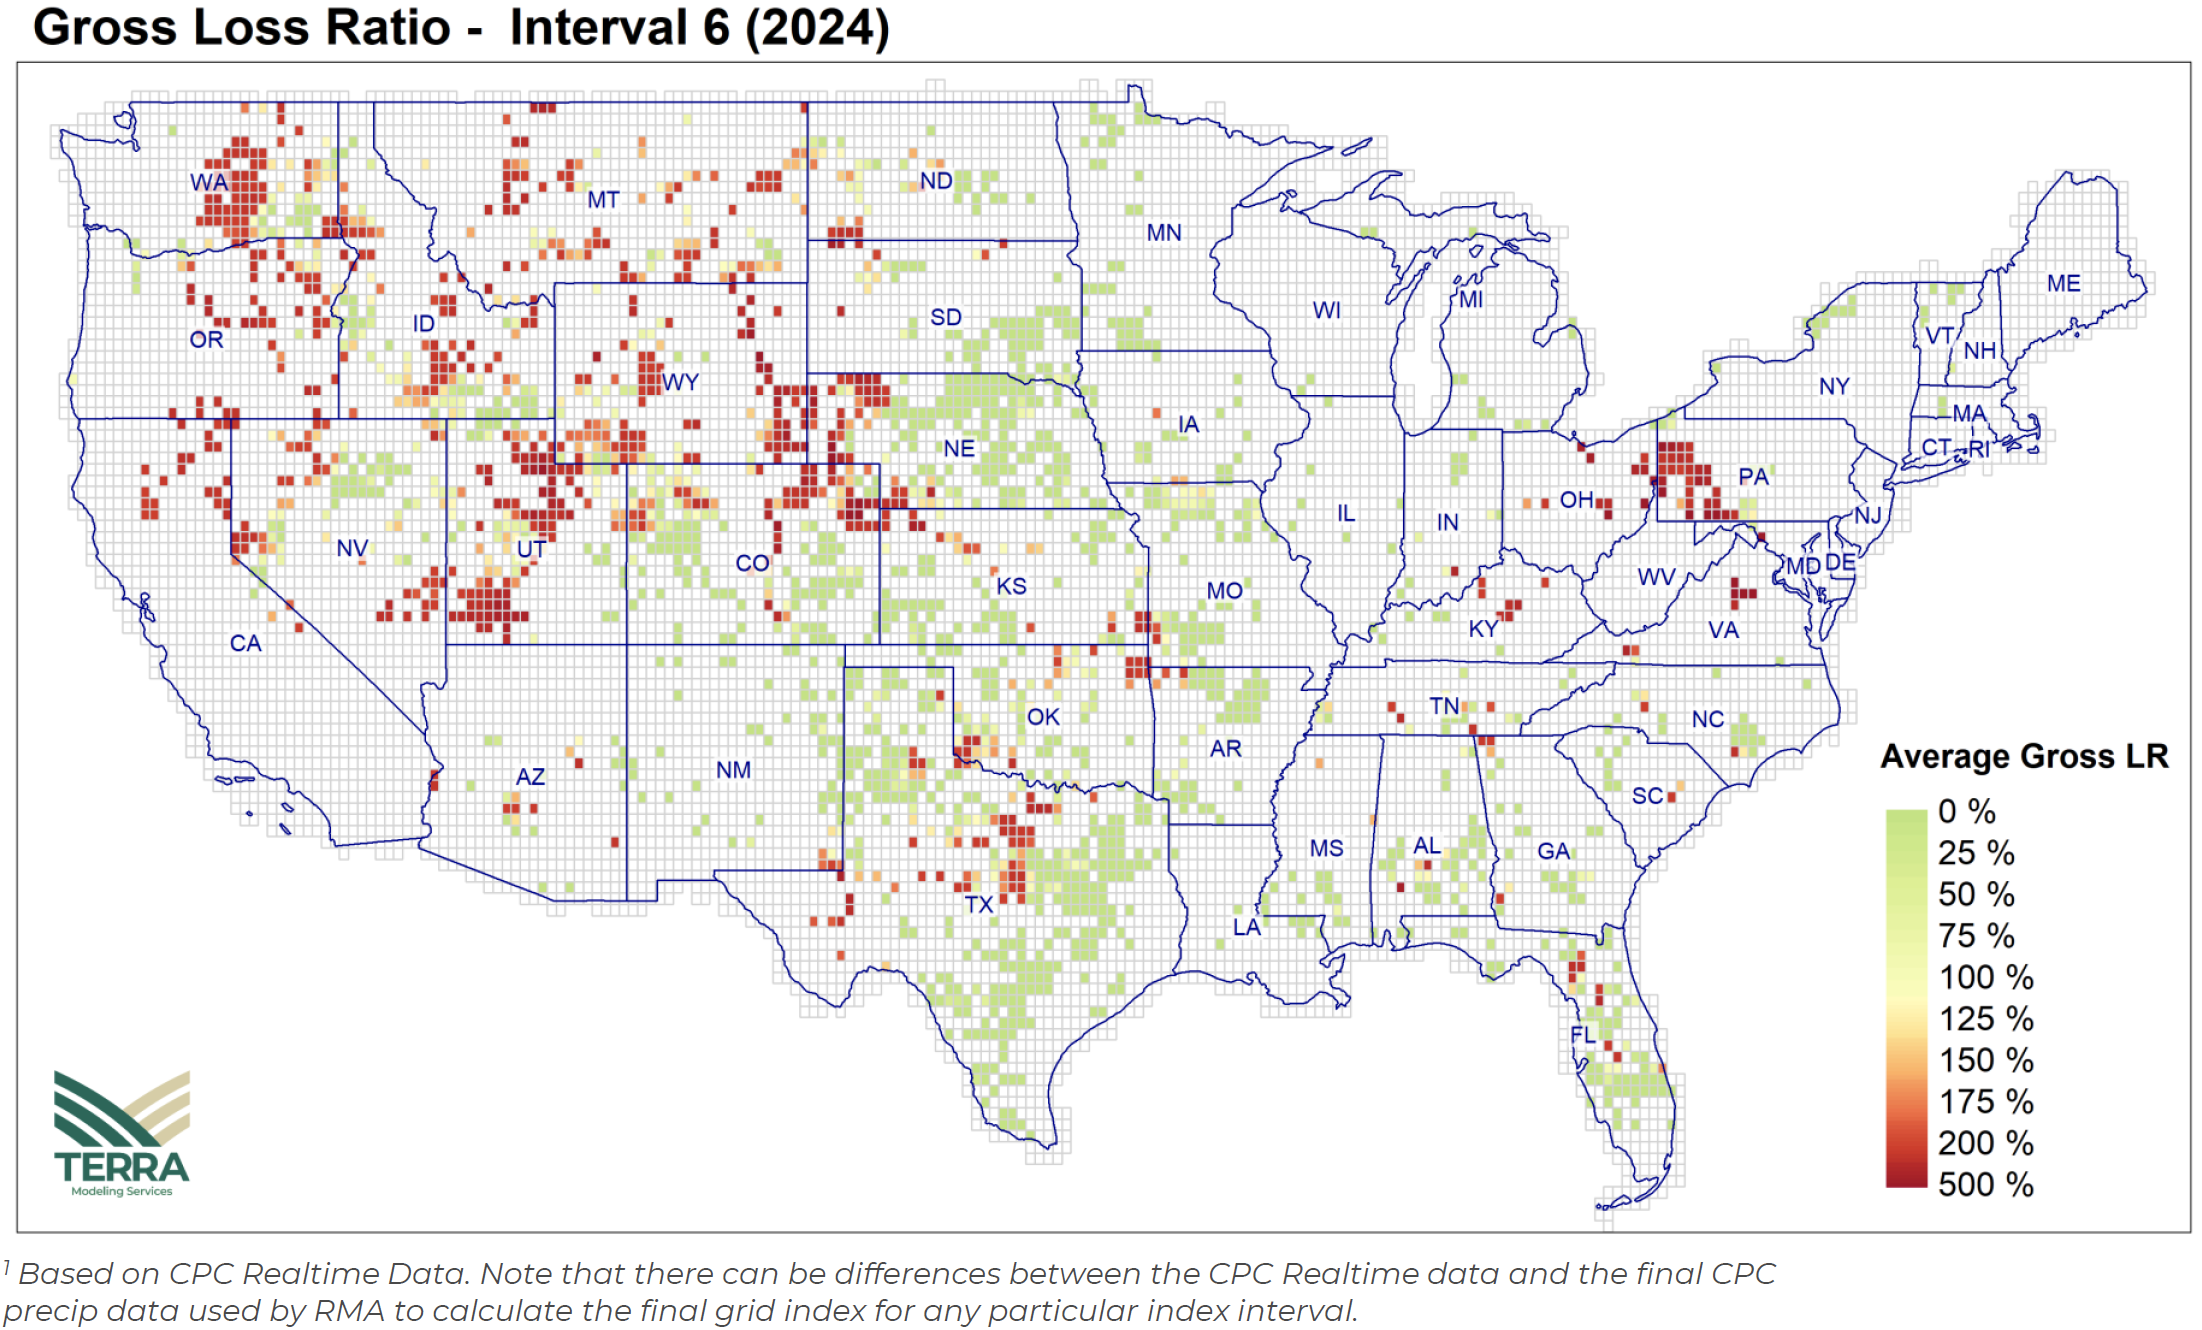 Gross Loss Ratio -  Interval 6 (2024)
WA
MT
ND
MN
ME
OR
ID
WY
SD
WI
MI
VT
NH
NY
MA
CT
RI
IA
NE
PA
NJ
OH
IL
IN
NV
UT
CO
KS
MO
WV
MD
DE
VA
KY
CA
TN
NC
OK
AR
AZ
NM
SC
MS
AL
GA
TX
LA
FL
Average Gross LR
0 %
25 %
50 %
75 %
100 %
125 %
150 %
175 %
200 %
500 %
TERRA
Modeling Services
1 Based on CPC Realtime Data. Note that there can be differences between the CPC Realtime data and the final CPC
precip data used by RMA to calculate the final grid index for any particular index interval.